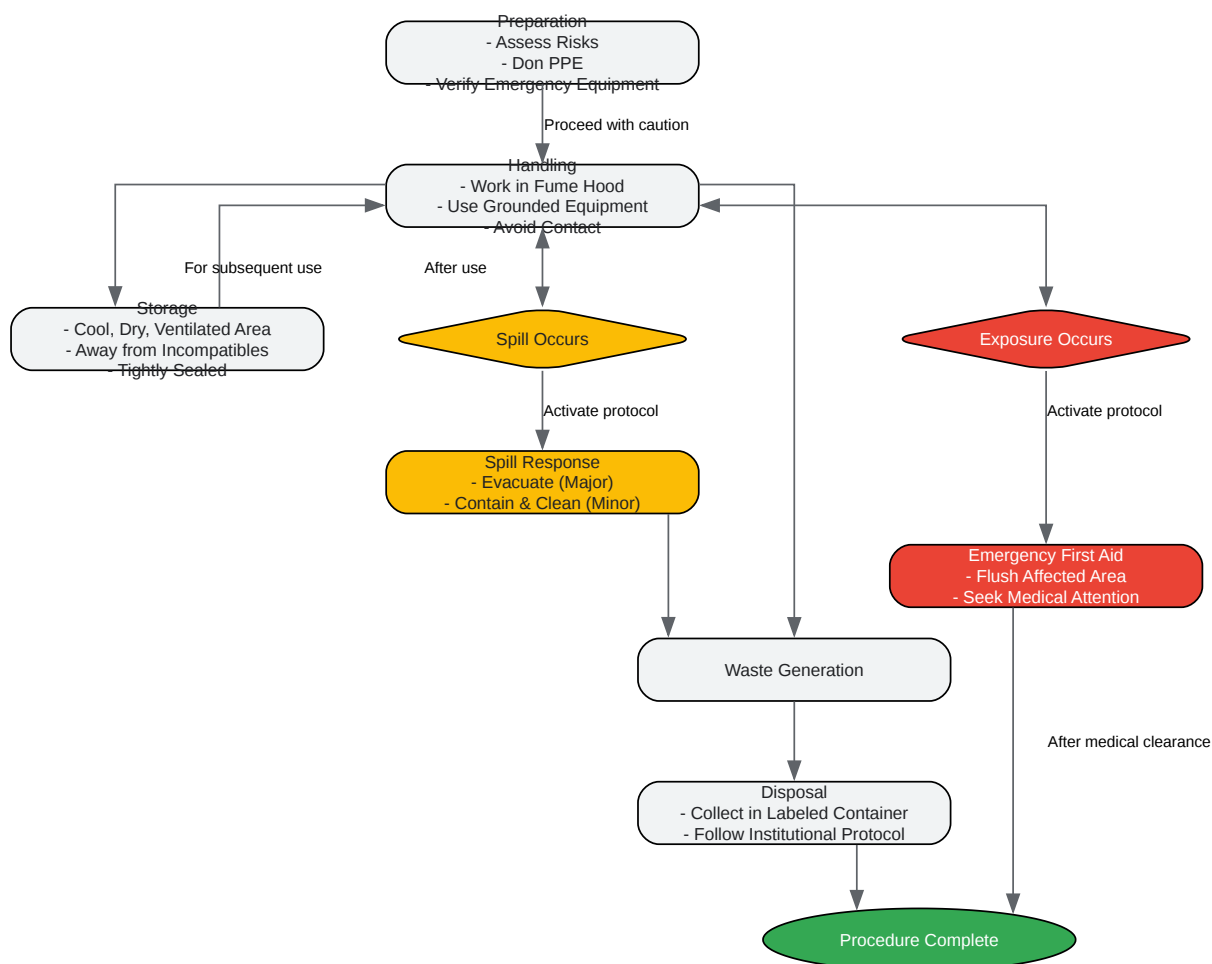 Preparation
- Assess Risks
- Don PPE
- Verify Emergency Equipment
Proceed with caution
Handling
- Work in Fume Hood
- Use Grounded Equipment
- Avoid Contact
For subsequent use
After use
Storage
- Cool, Dry, Ventilated Area
- Away from Incompatibles
- Tightly Sealed
Spill Occurs
Exposure Occurs
Activate protocol
Activate protocol
Spill Response
- Evacuate (Major)
- Contain & Clean (Minor)
Emergency First Aid
- Flush Affected Area
- Seek Medical Attention
Waste Generation
After medical clearance
Disposal
- Collect in Labeled Container
- Follow Institutional Protocol
Procedure Complete